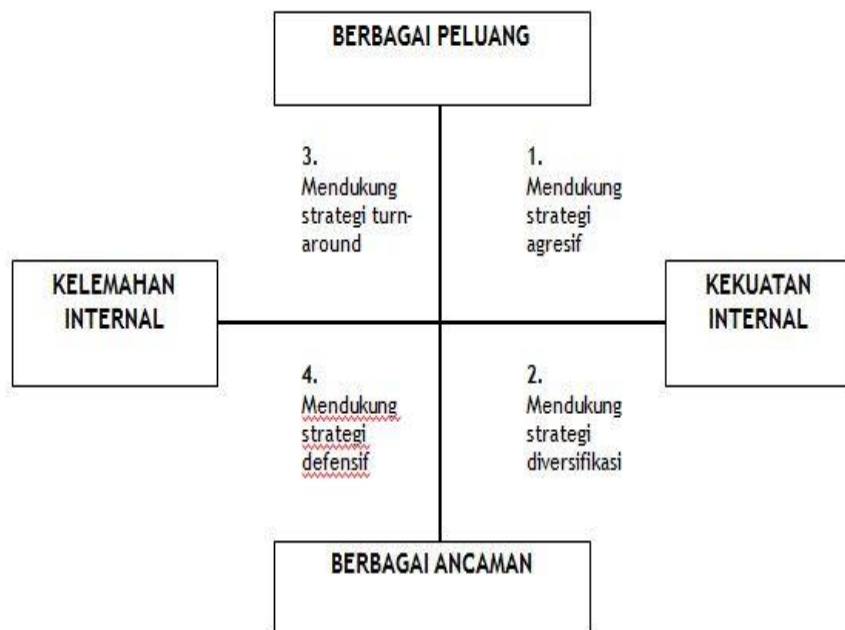 BERBAGAI PELUANG
3.
Mendukung
strategi turn-
around
1.
Mendukung
strategi
agresif
KELEMAHAN
INTERNAL
KEKUATAN
INTERNAL
4.
Mendukung
strategi
defensif
2.
Mendukung
strategi
diversifikasi
BERBAGAI ANCAMAN